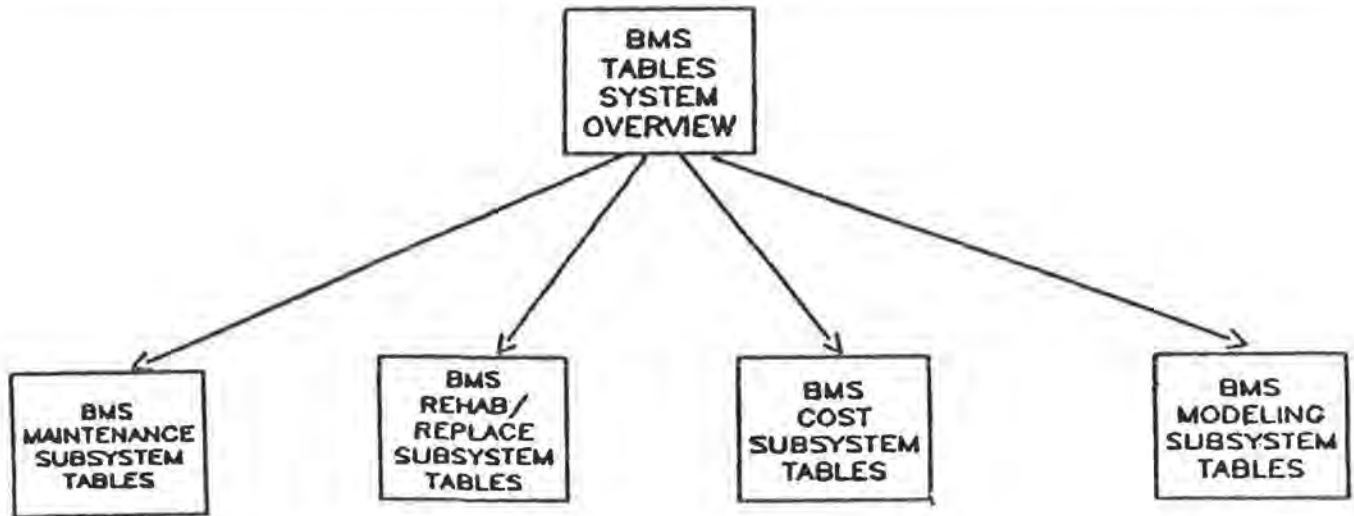 BMS
TABLES
SYSTEM
OVERVIEW
BMS
MAINTENANCE
SUBSYSTEM
TABLES
BMS
REHAB/
REPLACE
SUBSYSTEM
TABLES
BMS
COST
SUBSYSTEM
TABLES
BMS
MODELING
SUBSYSTEM
TABLES